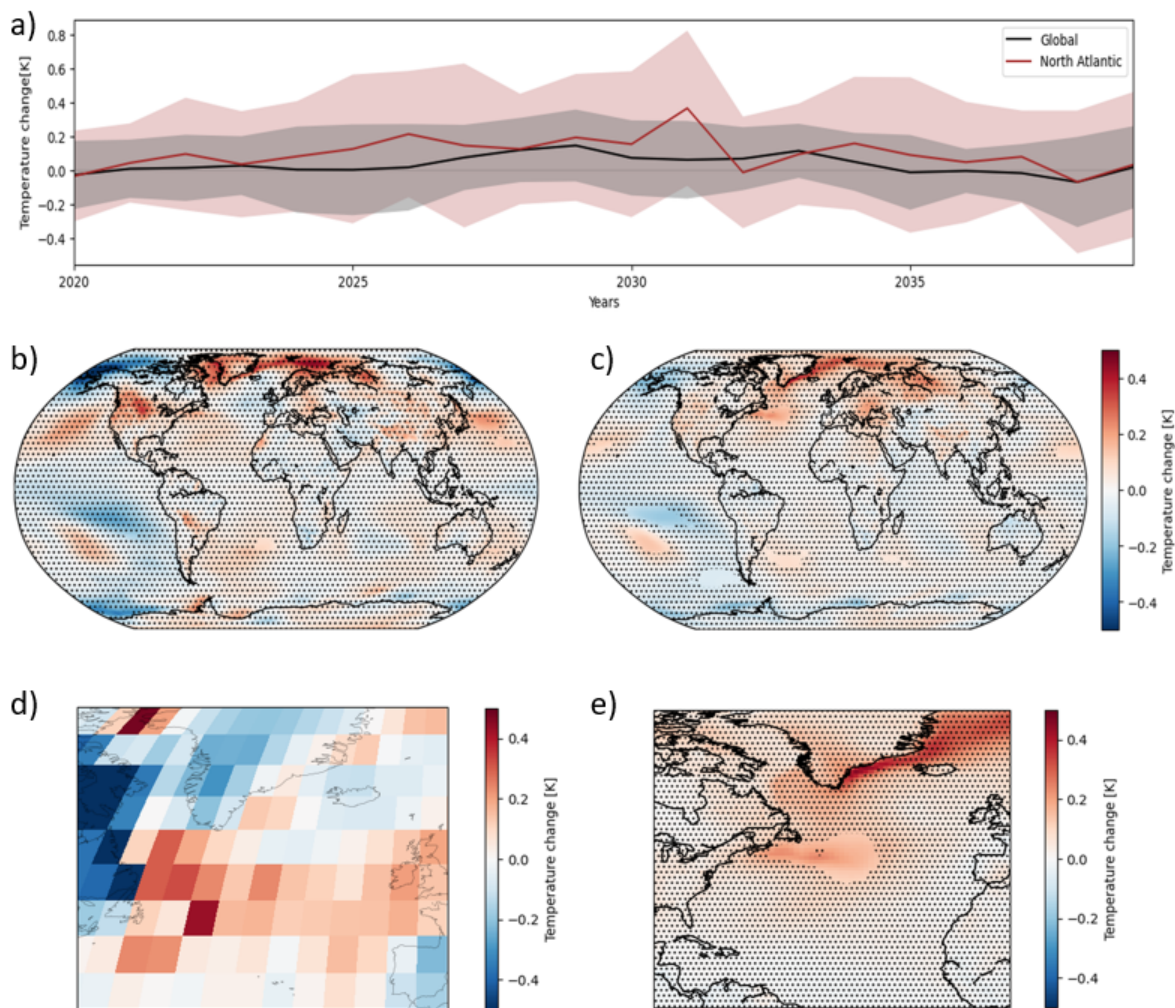 a)
0.8
0.6
0.4
0.2
0.0
−0.2
−0.4
Temperature change[K]
Global
North Atlantic
2020
2025
2030
2035
Years
b)
c)
0.4
0.2
0.0
−0.2
−0.4
Temperature change [K]
d)
0.4
0.2
0.0
−0.2
−0.4
Temperature change [K]
e)
0.4
0.2
0.0
−0.2
−0.4
Temperature change [K]